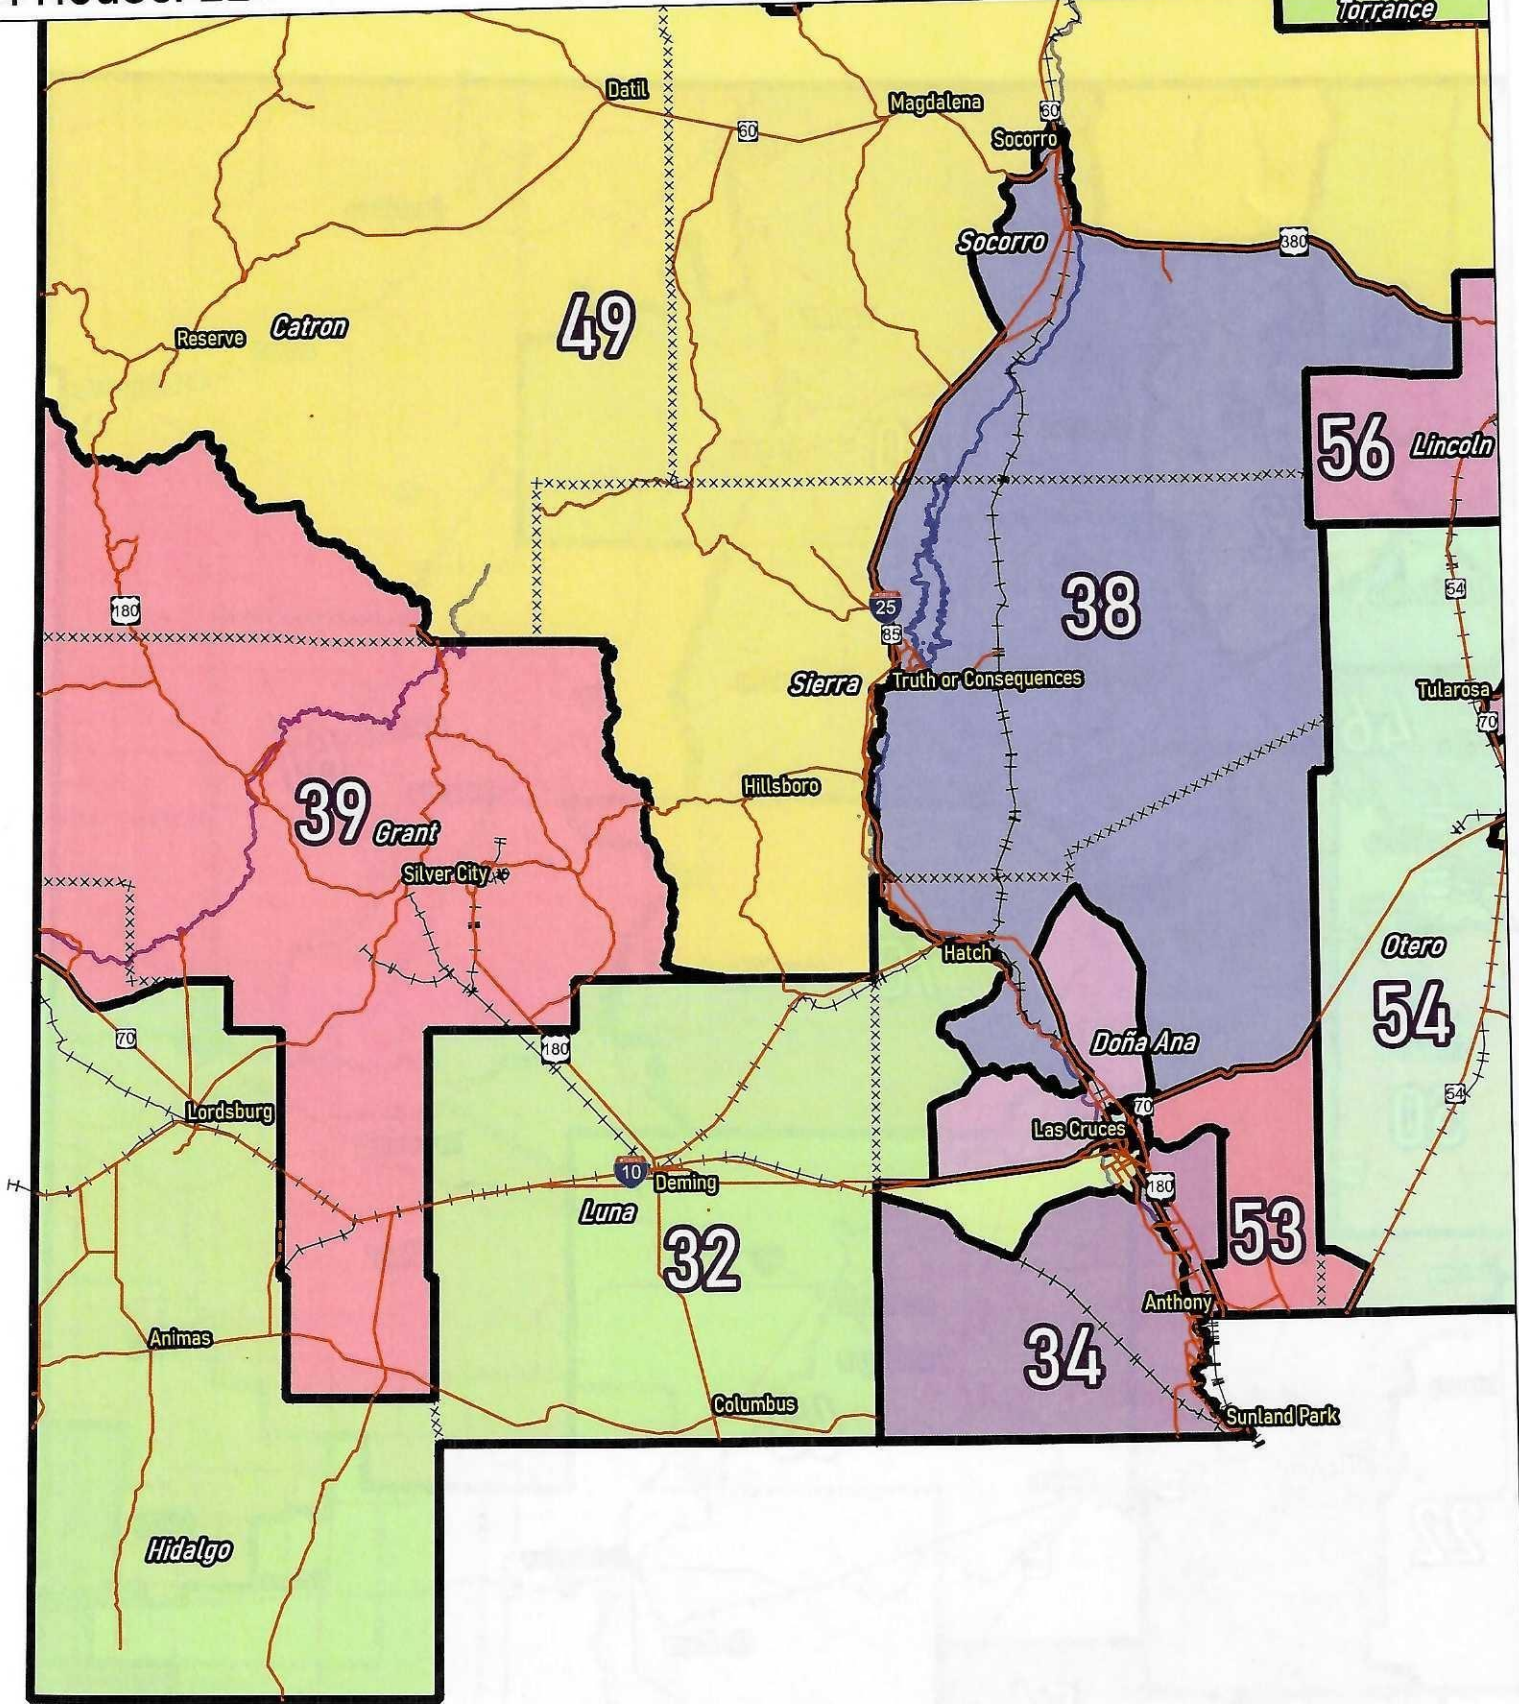 Torrance
Datil
Magdalena
60
60
Socorro
Socorro
380
49
Reserve
Catron
56
Lincoln
180
25
85
38
54
Sierra
Truth or Consequences
Tularosa
70
39
Grant
Hillsboro
Silver City
Hatch
Otero
54
70
180
Doña Ana
54
70
Lordsburg
Las Cruces
10
Deming
180
Luna
32
53
Anthony
Animas
34
Columbus
Sunland Park
Hidalgo